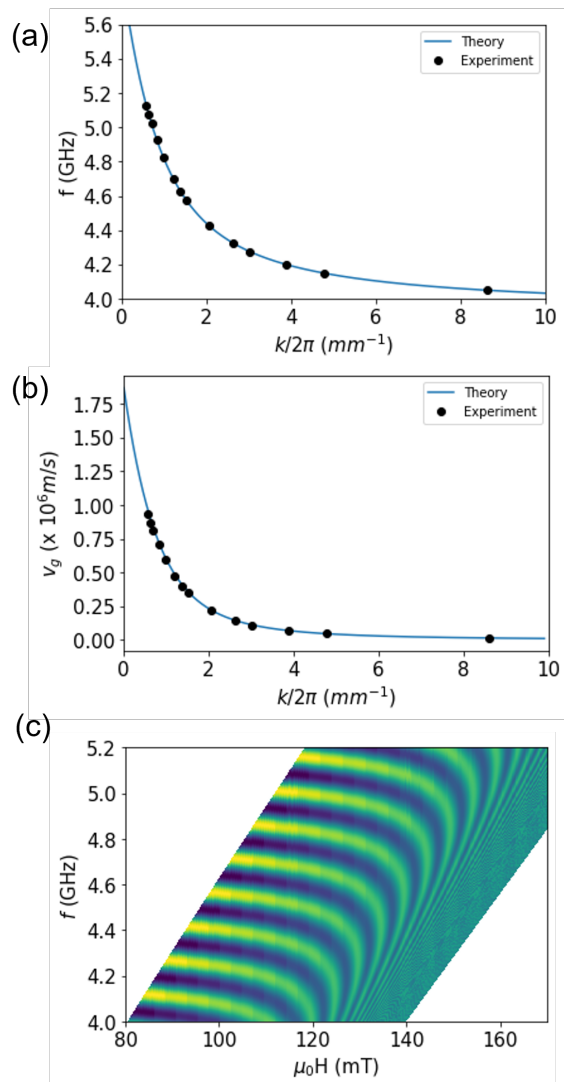 (a)
5.6
5.4
5.2
5.0
4.8
4.6
4.4
4.2
4.0
f (GHz)
Theory
Experiment
0 2 4 6 8 10
k/2π (mm⁻¹)
(b)
1.75
1.50
1.25
1.00
0.75
0.50
0.25
0.00
v_g (x 10⁶m/s)
Theory
Experiment
0 2 4 6 8 10
k/2π (mm⁻¹)
(c)
5.2
5.0
4.8
4.6
4.4
4.2
4.0
f (GHz)
80 100 120 140 160
μ₀H (mT)